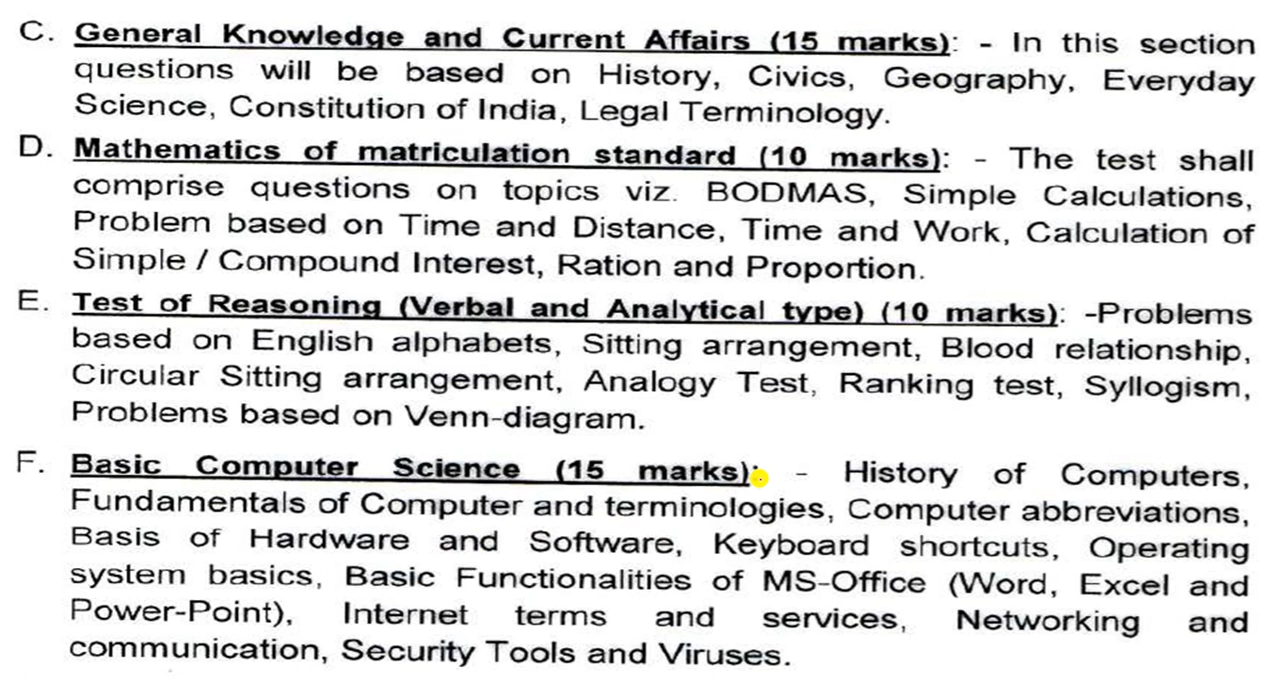 C. General Knowledge and Current Affairs (15 marks): - In this section
questions will be based on History, Civics, Geography, Everyday
Science, Constitution of India, Legal Terminology.
D. Mathematics of matriculation standard (10 marks): - The test shall
comprise questions on topics viz. BODMAS, Simple Calculations,
Problem based on Time and Distance, Time and Work, Calculation of
Simple / Compound Interest, Ration and Proportion.
E. Test of Reasoning (Verbal and Analytical type) (10 marks): -Problems
based on English alphabets, Sitting arrangement, Blood relationship,
Circular Sitting arrangement, Analogy Test, Ranking test, Syllogism,
Problems based on Venn-diagram.
F. Basic Computer Science (15 marks): - History of Computers,
Fundamentals of Computer and terminologies, Computer abbreviations,
Basis of Hardware and Software, Keyboard shortcuts, Operating
system basics, Basic Functionalities of MS-Office (Word, Excel and
Power-Point), Internet terms and services, Networking and
communication, Security Tools and Viruses.